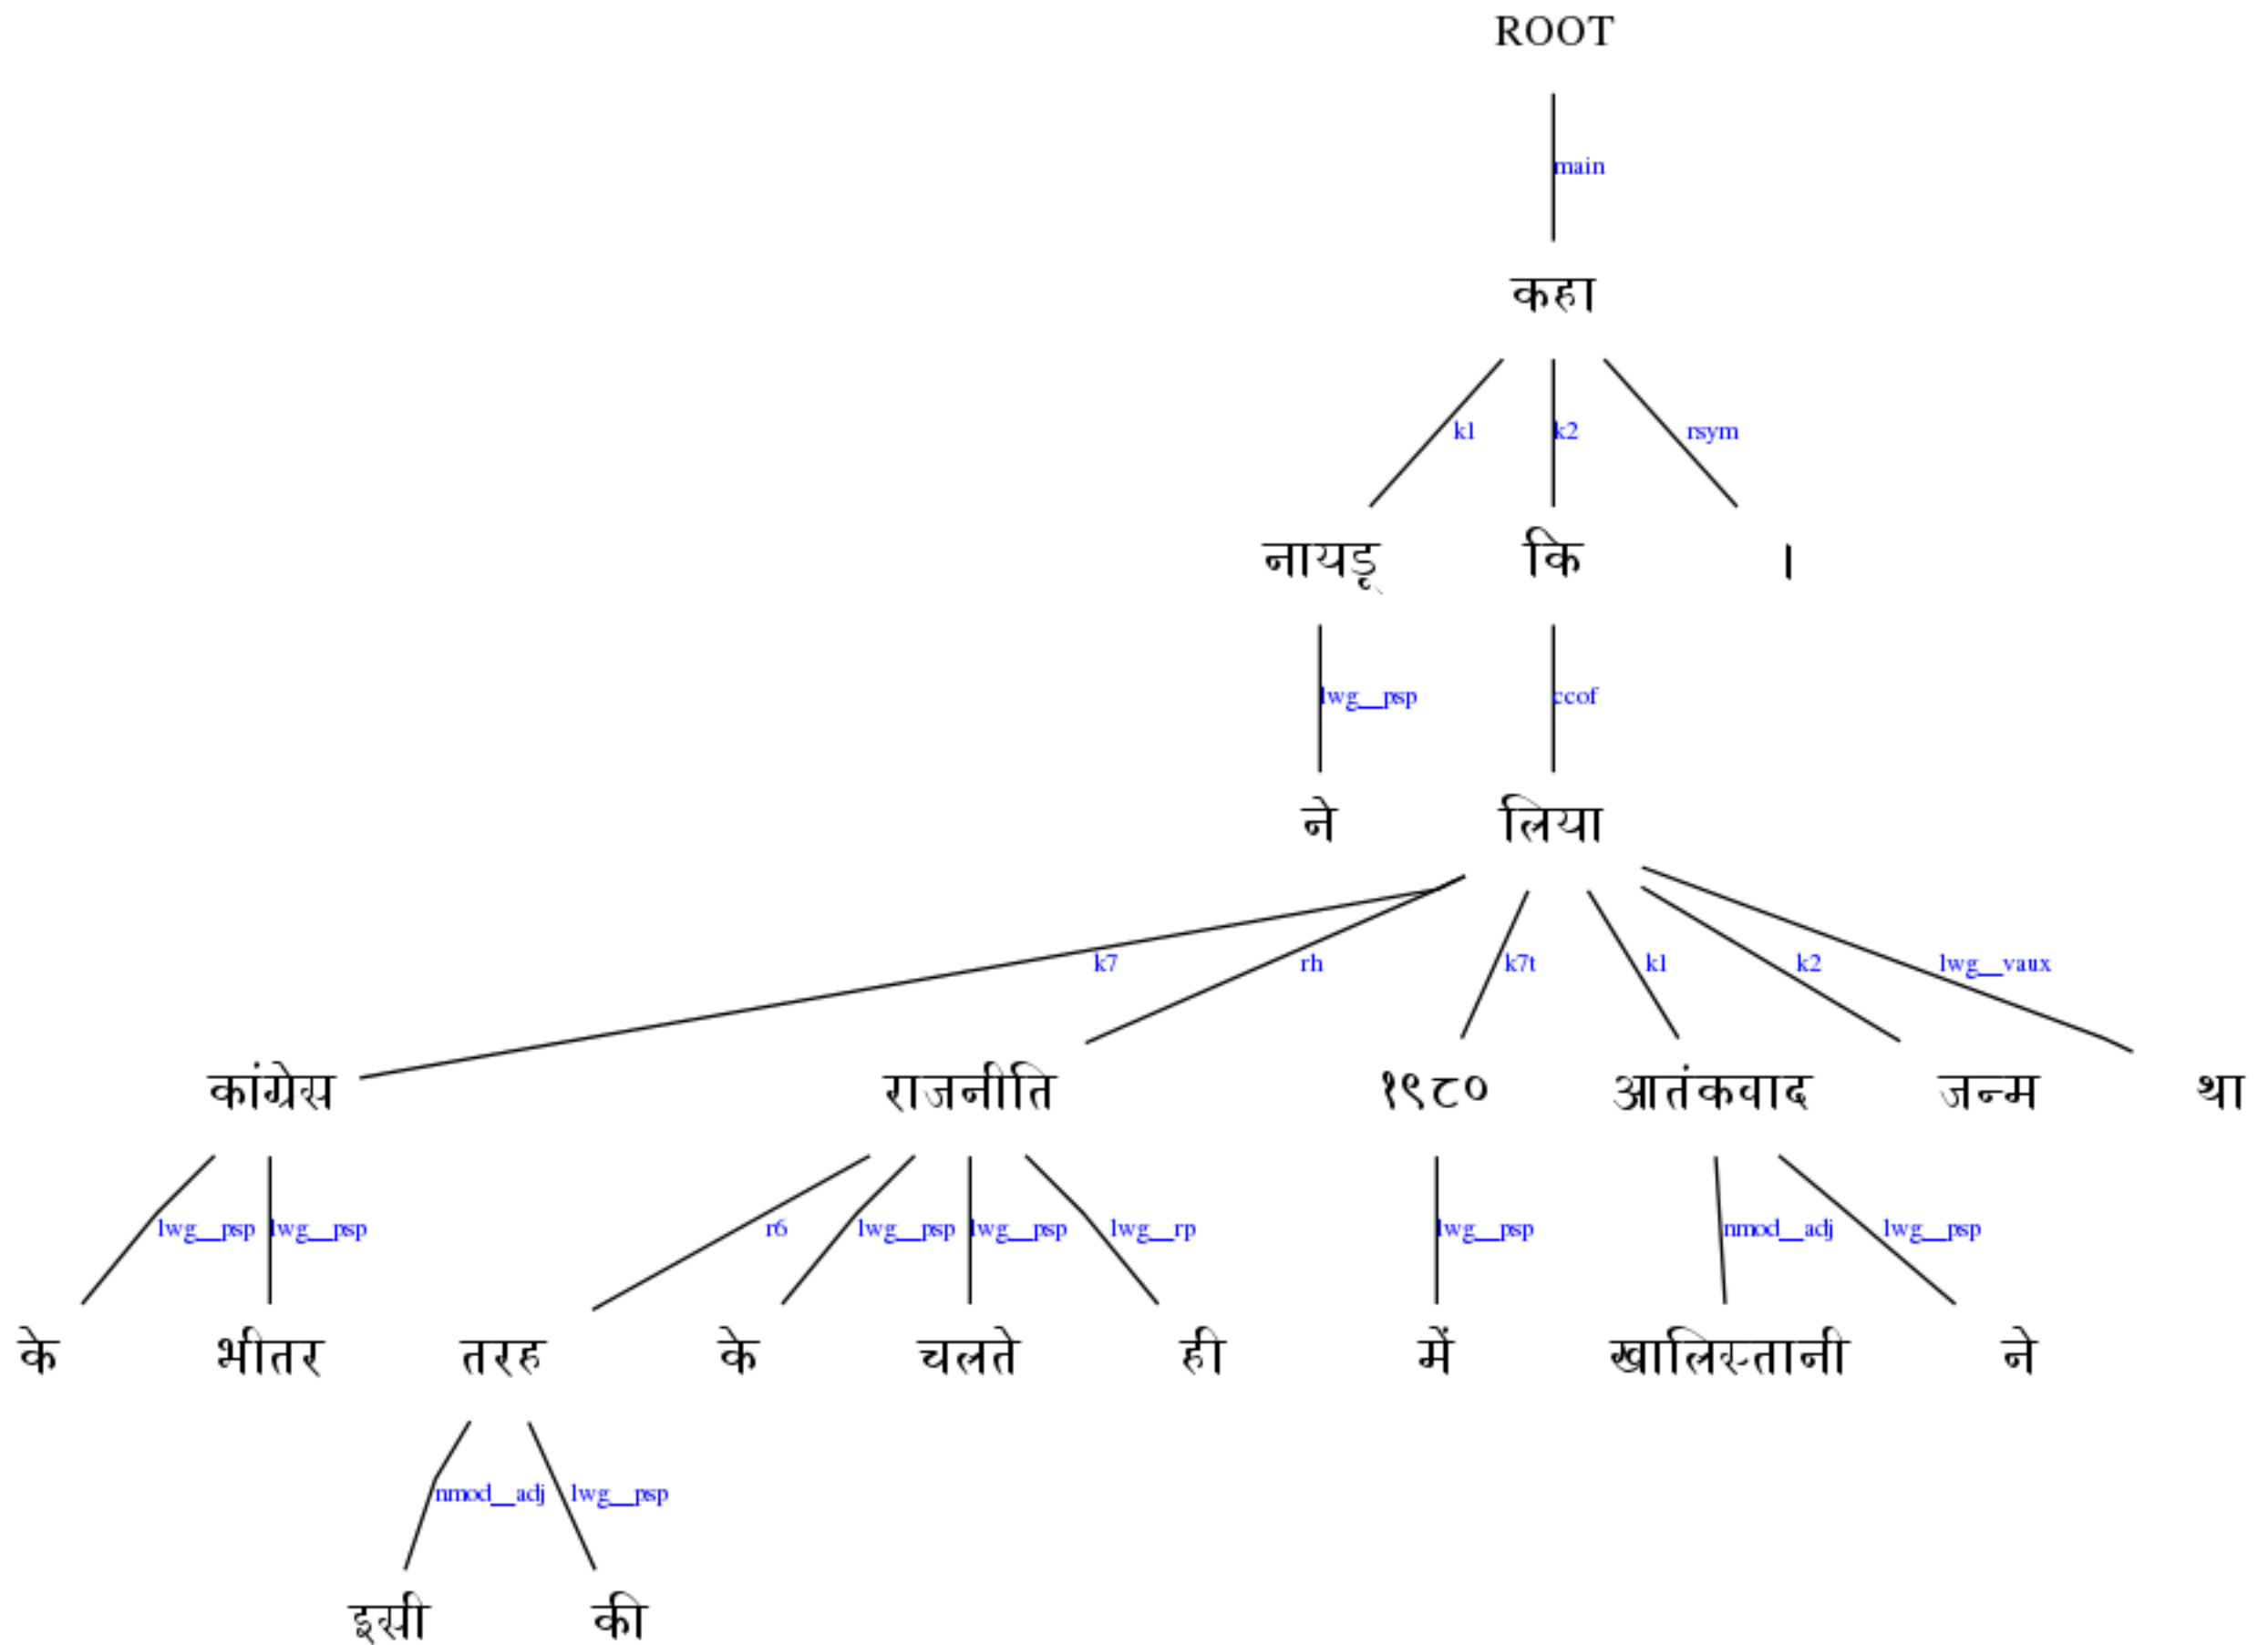 ROOT
main
कहा
k1 k2 rsym
नायडू कि ।
lwg__psp ccof
ने लिया
k7 rh k7t k1 k2 lwg__vaux
कांग्रेस राजनीति १९८० आतंकवाद जन्म था
lwg__psp lwg__psp r6 lwg__psp lwg__psp lwg__rp lwg__psp nmod__adj lwg__psp
के भीतर तरह के चलते ही में खालिस्तानी ने
nmod__adj lwg__psp
इसी की